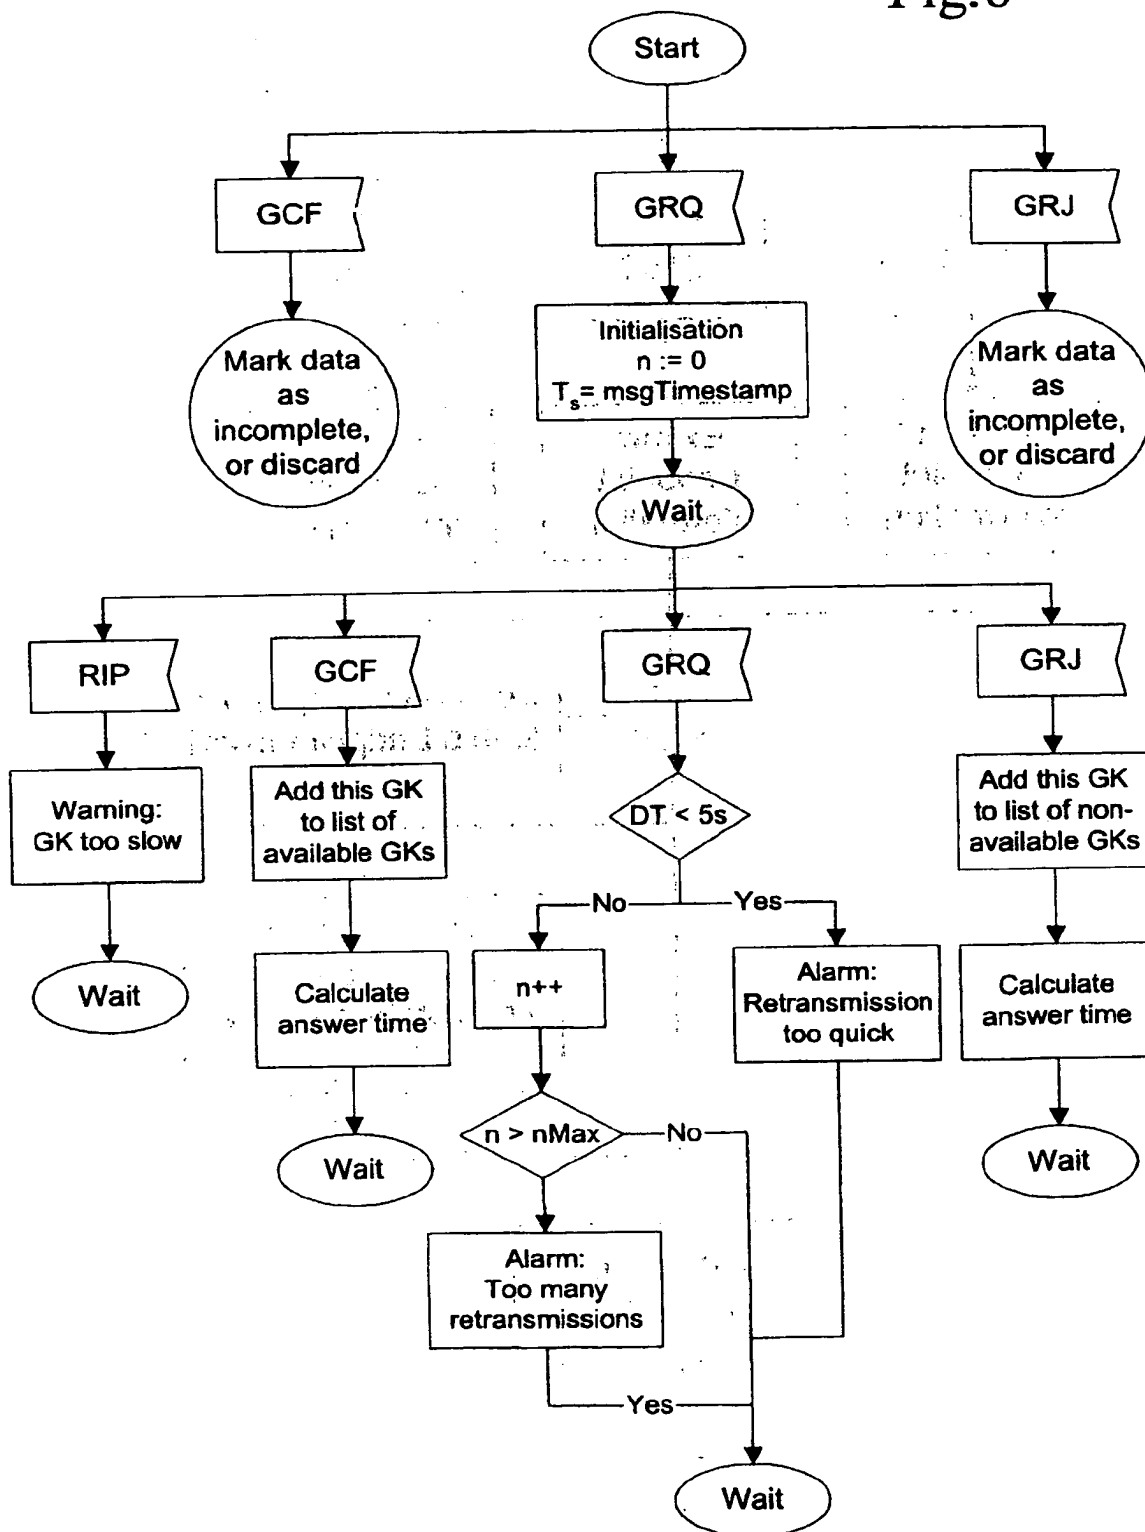 Fig.6
Start
GCF
GRQ
GRJ
Mark data
as
incomplete,
or discard
Initialisation
n := 0
Ts= msgTimestamp
Mark data
as
incomplete,
or discard
Wait
RIP
GCF
GRQ
GRJ
Warning:
GK too slow
Add this GK
to list of
available GKs
DT < 5s
Add this GK
to list of non-
available GKs
No
Yes
Wait
Calculate
answer time
n++
Alarm:
Retransmission
too quick
Calculate
answer time
n > nMax
No
Wait
Wait
Alarm:
Too many
retransmissions
Yes
Wait